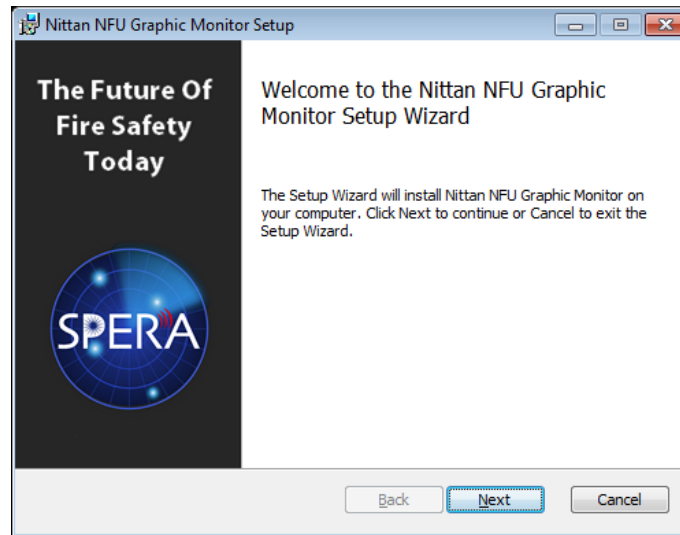 Nittan NFU Graphic Monitor Setup
The Future Of
Fire Safety
Today
SPERA
Welcome to the Nittan NFU Graphic
Monitor Setup Wizard
The Setup Wizard will install Nittan NFU Graphic Monitor on
your computer. Click Next to continue or Cancel to exit the
Setup Wizard.
Back
Next
Cancel